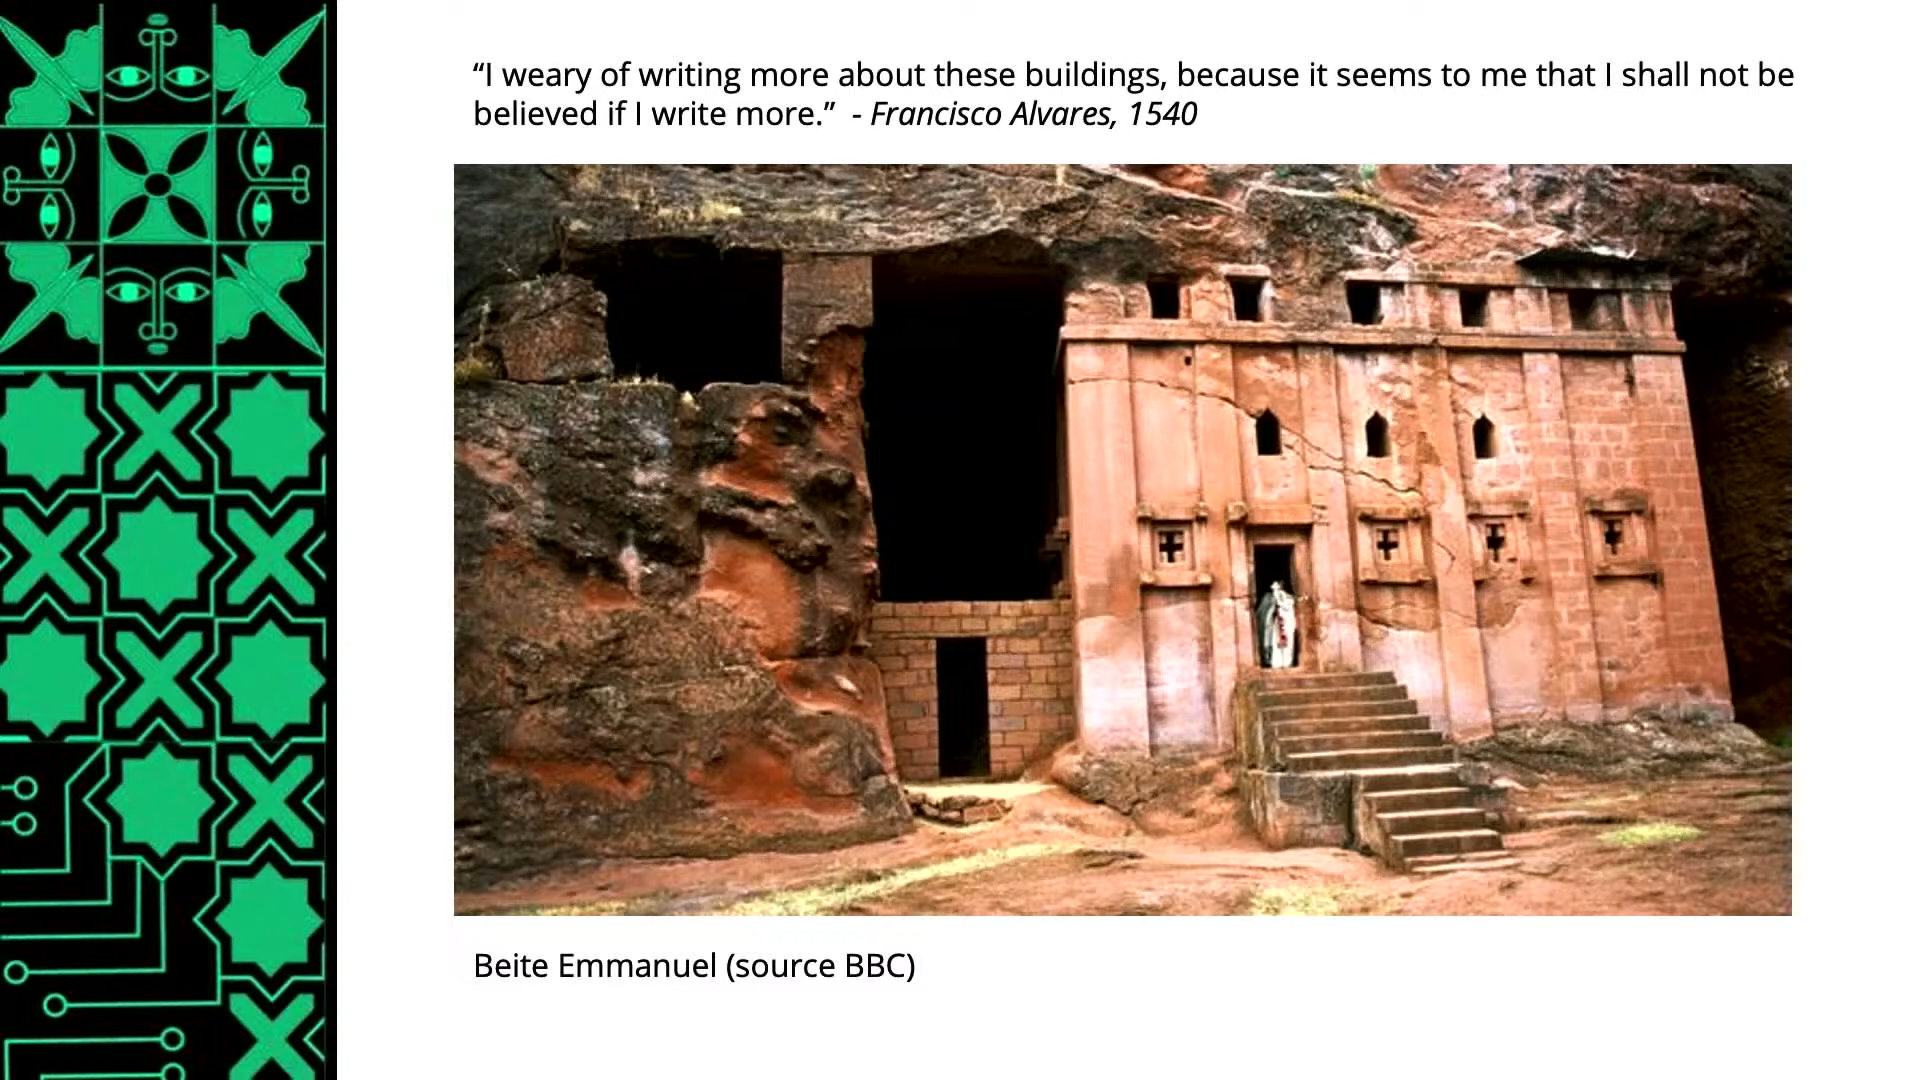 “I weary of writing more about these buildings, because it seems to me that I shall not be
believed if I write more.”  - Francisco Alvares, 1540
Beite Emmanuel (source BBC)